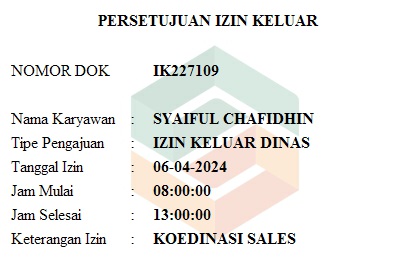 PERSETUJUAN IZIN KELUAR
NOMOR DOK IK227109
Nama Karyawan : SYAIFUL CHAFIDHIN
Tipe Pengajuan : IZIN KELUAR DINAS
Tanggal Izin : 06-04-2024
Jam Mulai : 08:00:00
Jam Selesai : 13:00:00
Keterangan Izin : KOEDINASI SALES